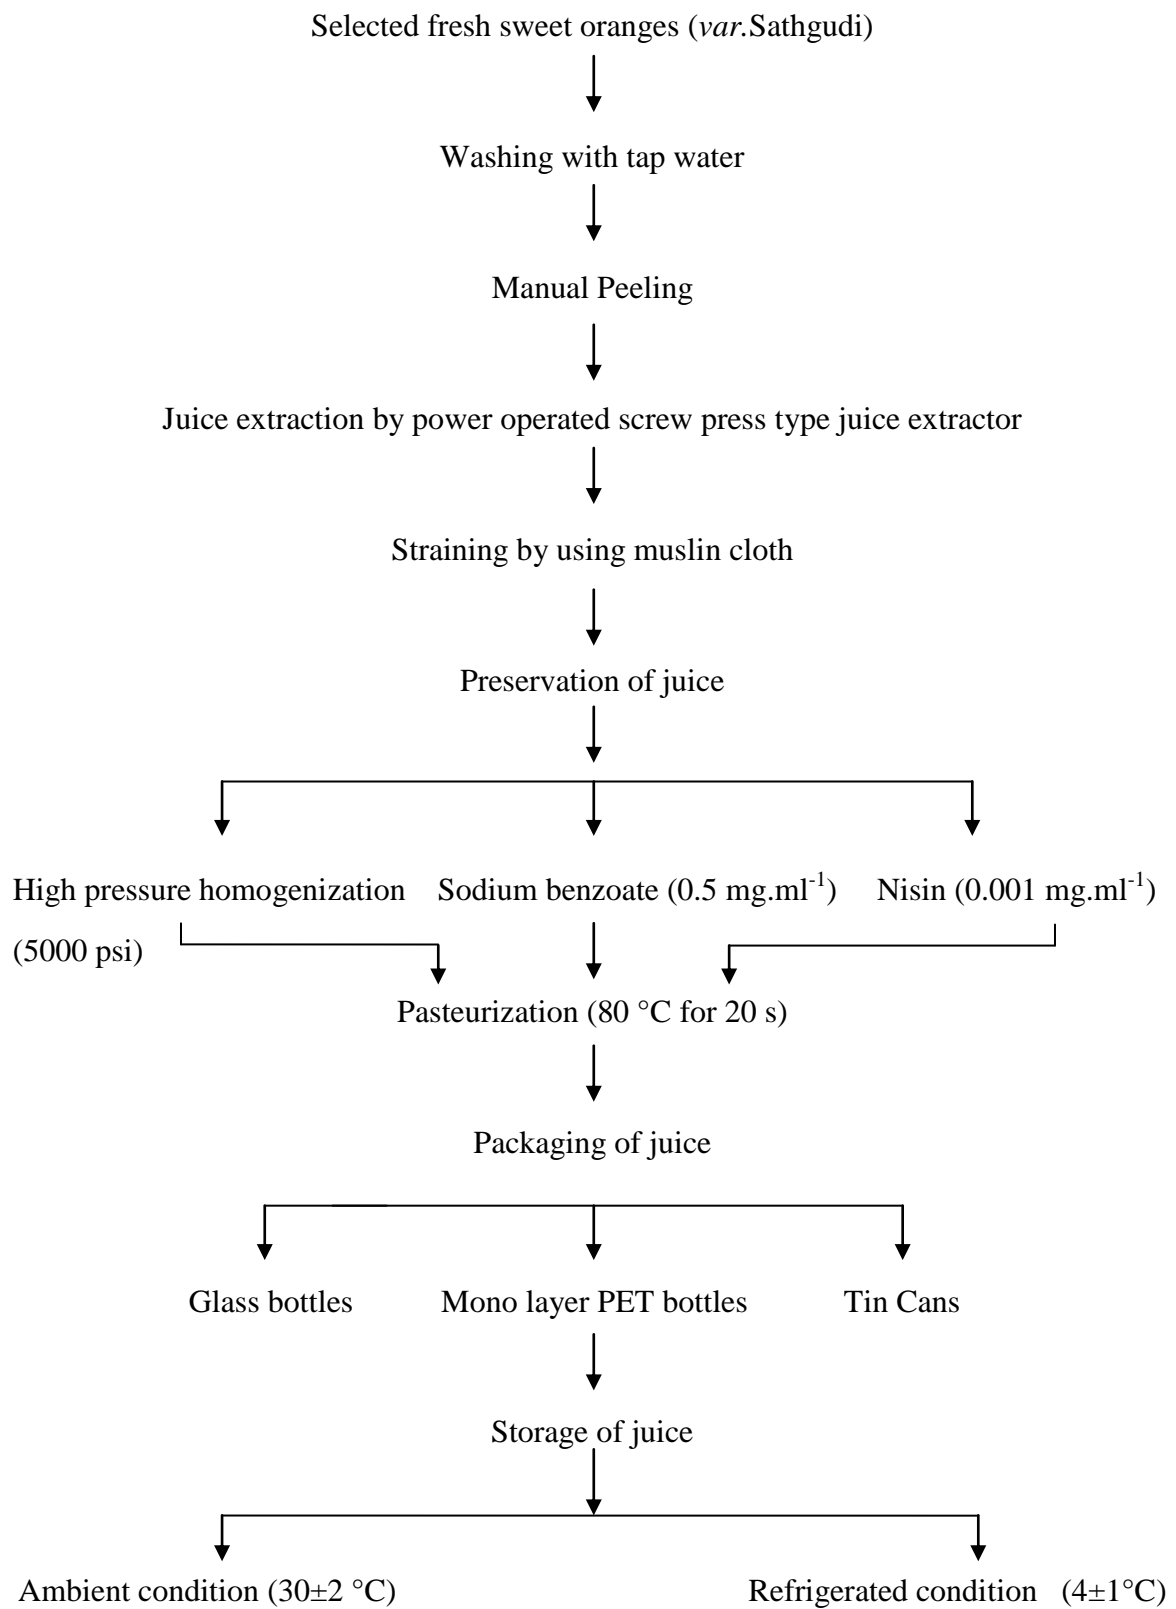 Selected fresh sweet oranges (var.Sathgudi)
Washing with tap water
Manual Peeling
Juice extraction by power operated screw press type juice extractor
Straining by using muslin cloth
Preservation of juice
High pressure homogenization (5000 psi)
Sodium benzoate (0.5 mg.ml⁻¹)
Nisin (0.001 mg.ml⁻¹)
Pasteurization (80 °C for 20 s)
Packaging of juice
Glass bottles
Mono layer PET bottles
Tin Cans
Storage of juice
Ambient condition (30±2 °C)
Refrigerated condition (4±1°C)